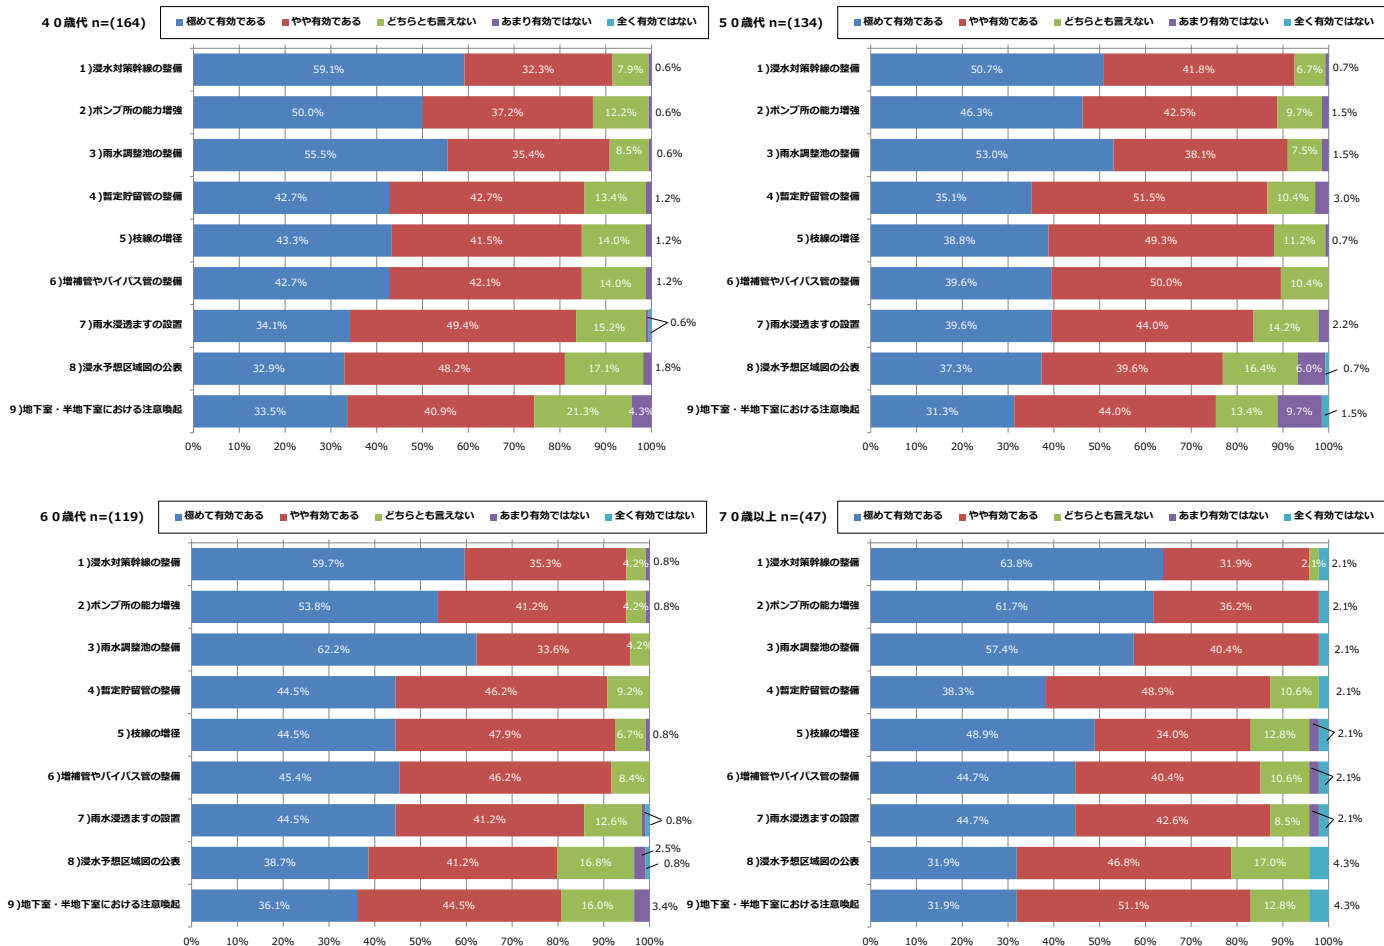 ４０歳代 n=(164) 極めて有効である やや有効である どちらとも言えない あまり有効ではない 全く有効ではない
1)浸水対策幹線の整備 59.1% 32.3% 7.9% 0.6%
2)ポンプ所の能力増強 50.0% 37.2% 12.2% 0.6%
3)雨水調整池の整備 55.5% 35.4% 8.5% 0.6%
4)暫定貯留管の整備 42.7% 42.7% 13.4% 1.2%
5)枝線の増径 43.3% 41.5% 14.0% 1.2%
6)増補管やバイパス管の整備 42.7% 42.1% 14.0% 1.2%
7)雨水浸透ますの設置 34.1% 49.4% 15.2% 0.6%
8)浸水予想区域図の公表 32.9% 48.2% 17.1% 1.8%
9)地下室・半地下室における注意喚起 33.5% 40.9% 21.3% 4.3%
0% 10% 20% 30% 40% 50% 60% 70% 80% 90% 100%
５０歳代 n=(134) 極めて有効である やや有効である どちらとも言えない あまり有効ではない 全く有効ではない
1)浸水対策幹線の整備 50.7% 41.8% 6.7% 0.7%
2)ポンプ所の能力増強 46.3% 42.5% 9.7% 1.5%
3)雨水調整池の整備 53.0% 38.1% 7.5% 1.5%
4)暫定貯留管の整備 35.1% 51.5% 10.4% 3.0%
5)枝線の増径 38.8% 49.3% 11.2% 0.7%
6)増補管やバイパス管の整備 39.6% 50.0% 10.4%
7)雨水浸透ますの設置 39.6% 44.0% 14.2% 2.2%
8)浸水予想区域図の公表 37.3% 39.6% 16.4% 6.0% 0.7%
9)地下室・半地下室における注意喚起 31.3% 44.0% 13.4% 9.7% 1.5%
0% 10% 20% 30% 40% 50% 60% 70% 80% 90% 100%
６０歳代 n=(119) 極めて有効である やや有効である どちらとも言えない あまり有効ではない 全く有効ではない
1)浸水対策幹線の整備 59.7% 35.3% 4.2% 0.8%
2)ポンプ所の能力増強 53.8% 41.2% 4.2% 0.8%
3)雨水調整池の整備 62.2% 33.6% 4.2%
4)暫定貯留管の整備 44.5% 46.2% 9.2%
5)枝線の増径 44.5% 47.9% 6.7% 0.8%
6)増補管やバイパス管の整備 45.4% 46.2% 8.4%
7)雨水浸透ますの設置 44.5% 41.2% 12.6% 0.8%
8)浸水予想区域図の公表 38.7% 41.2% 16.8% 2.5% 0.8%
9)地下室・半地下室における注意喚起 36.1% 44.5% 16.0% 3.4%
0% 10% 20% 30% 40% 50% 60% 70% 80% 90% 100%
７０歳以上 n=(47) 極めて有効である やや有効である どちらとも言えない あまり有効ではない 全く有効ではない
1)浸水対策幹線の整備 63.8% 31.9% 2.1% 2.1%
2)ポンプ所の能力増強 61.7% 36.2% 2.1%
3)雨水調整池の整備 57.4% 40.4% 2.1%
4)暫定貯留管の整備 38.3% 48.9% 10.6% 2.1%
5)枝線の増径 48.9% 34.0% 12.8% 2.1%
6)増補管やバイパス管の整備 44.7% 40.4% 10.6% 2.1%
7)雨水浸透ますの設置 44.7% 42.6% 8.5% 2.1%
8)浸水予想区域図の公表 31.9% 46.8% 17.0% 4.3%
9)地下室・半地下室における注意喚起 31.9% 51.1% 12.8% 4.3%
0% 10% 20% 30% 40% 50% 60% 70% 80% 90% 100%